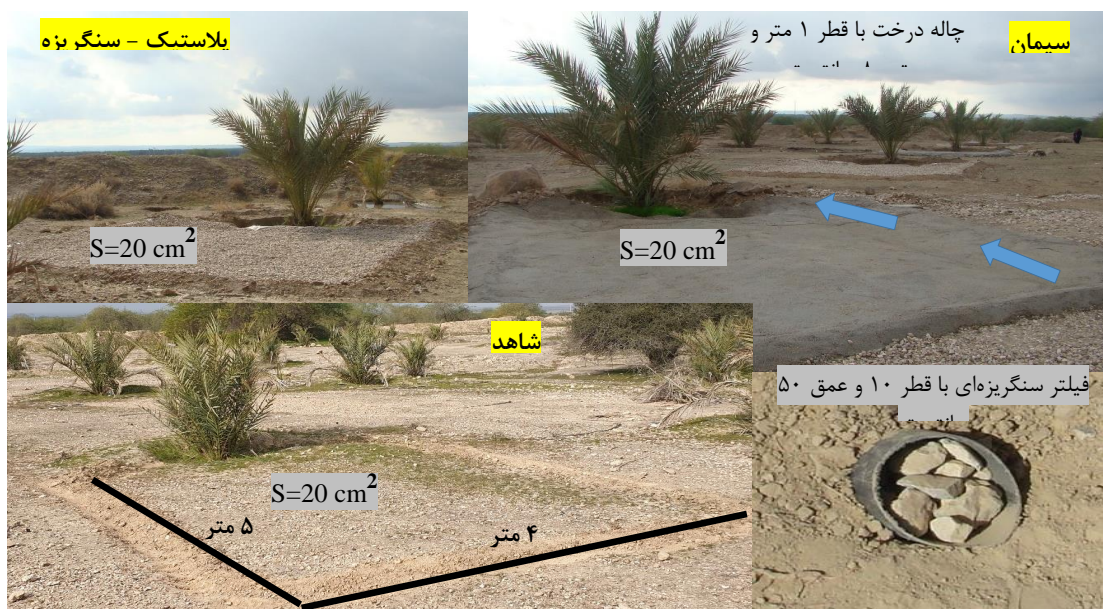 پلاستیک – سنگریزه
S=20 cm²
چاله درخت با قطر ۱ متر و
سیمان
S=20 cm²
شاهد
S=20 cm²
۵ متر
۴ متر
فیلتر سنگریزه‌ای با قطر ۱۰ و عمق ۵۰